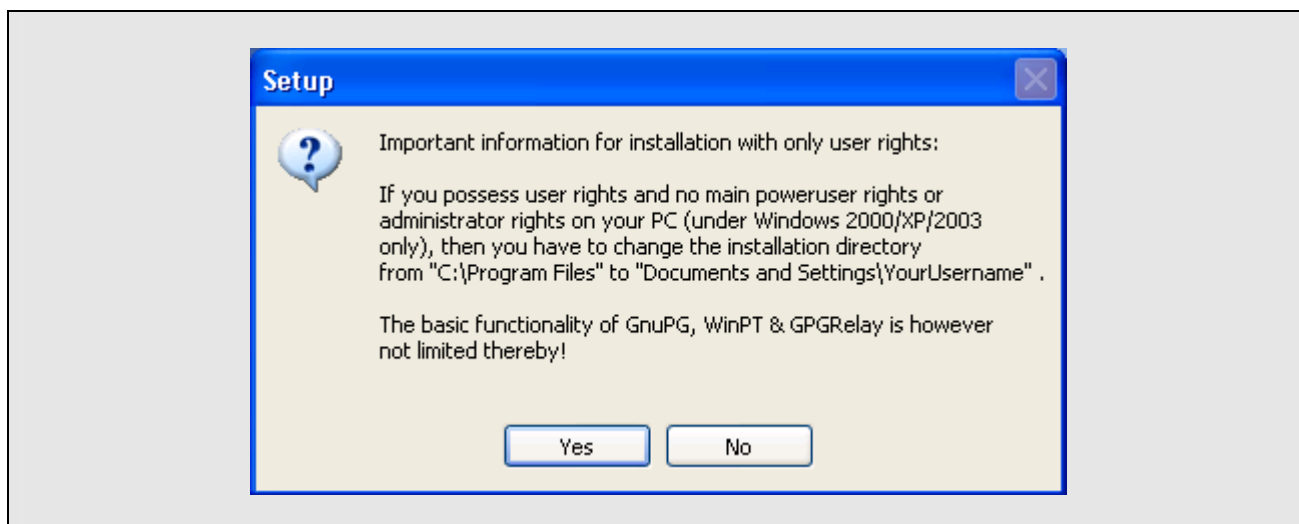 Setup
Important information for installation with only user rights:
If you possess user rights and no main poweruser rights or
administrator rights on your PC (under Windows 2000/XP/2003
only), then you have to change the installation directory
from "C:\Program Files" to "Documents and Settings\YourUsername" .
The basic functionality of GnuPG, WinPT & GPGRelay is however
not limited thereby!
Yes
No